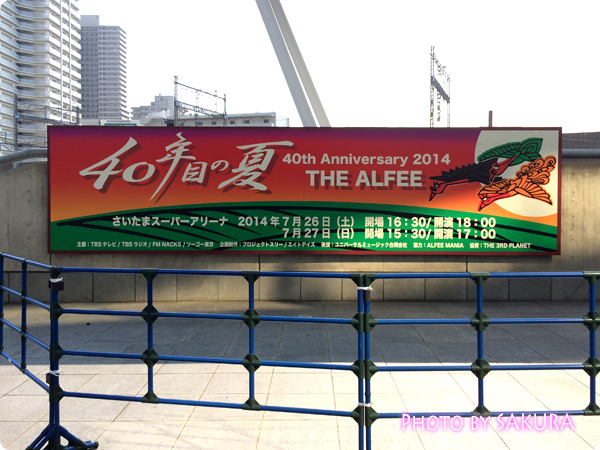 40年目の夏
40th Anniversary 2014
THE ALFEE
さいたまスーパーアリーナ 2014年7月26日(土) 開場16:30/開演18:00
7月27日(日) 開場15:30/開演17:00
主催:TBSテレビ/TBSラジオ/FM NACK5/ソーゴー東京 企画制作:プロジェクトスリー/エイトデイズ 後援:ユニバーサルミュージック合同会社 協力:ALFEE MANIA 協賛:THE 3RD PLANET
PHOTO BY SAKURA